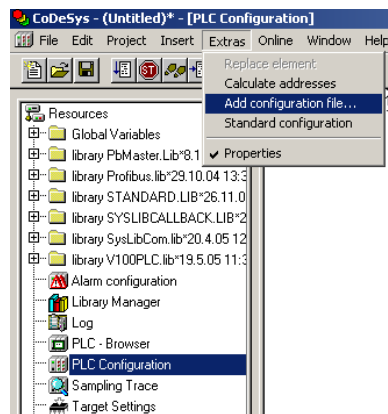 CoDeSys - (Untitled)* - [PLC Configuration]
File Edit Project Insert Extras Online Window Help
Replace element
Calculate addresses
Add configuration file...
Standard configuration
Properties
Resources
Global Variables
library PbMaster.Lib*8.1
library Profibus.lib*29.10.04 13:3
library STANDARD.LIB*26.11.0
library SYSLIBCALLBACK.LIB*2
library SysLibCom.lib*20.4.05 12
library V100PLC.lib*19.5.05 11:3
Alarm configuration
Library Manager
Log
PLC - Browser
PLC Configuration
Sampling Trace
Target Settings